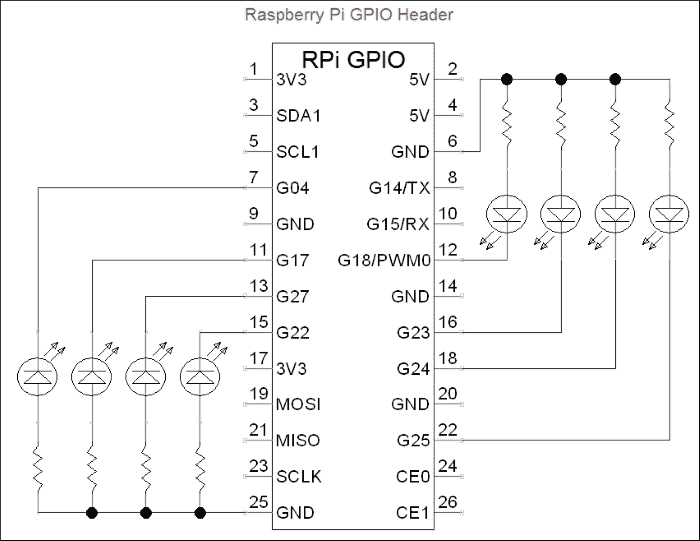 Raspberry Pi GPIO Header
RPi GPIO
1 3V3 5V 2
3 SDA1 5V 4
5 SCL1 GND 6
7 G04 G14/TX 8
9 GND G15/RX 10
11 G17 G18/PWM0 12
13 G27 GND 14
15 G22 G23 16
17 3V3 G24 18
19 MOSI GND 20
21 MISO G25 22
23 SCLK CE0 24
25 GND CE1 26